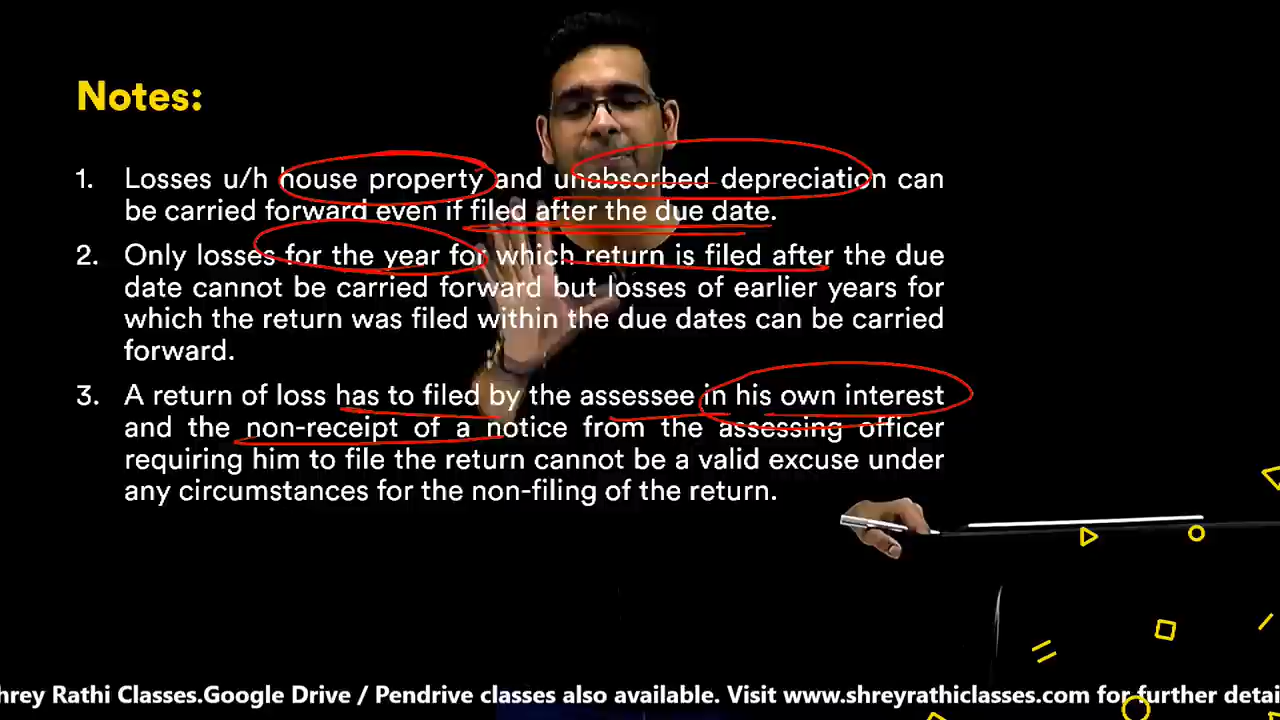 Notes:
1. Losses u/h house property and unabsorbed depreciation can
be carried forward even if filed after the due date.
2. Only losses for the year for which return is filed after the due
date cannot be carried forward but losses of earlier years for
which the return was filed within the due dates can be carried
forward.
3. A return of loss has to filed by the assessee in his own interest
and the non-receipt of a notice from the assessing officer
requiring him to file the return cannot be a valid excuse under
any circumstances for the non-filing of the return.
hrey Rathi Classes.Google Drive / Pendrive classes also available. Visit www.shreyrathiclasses.com for further detai